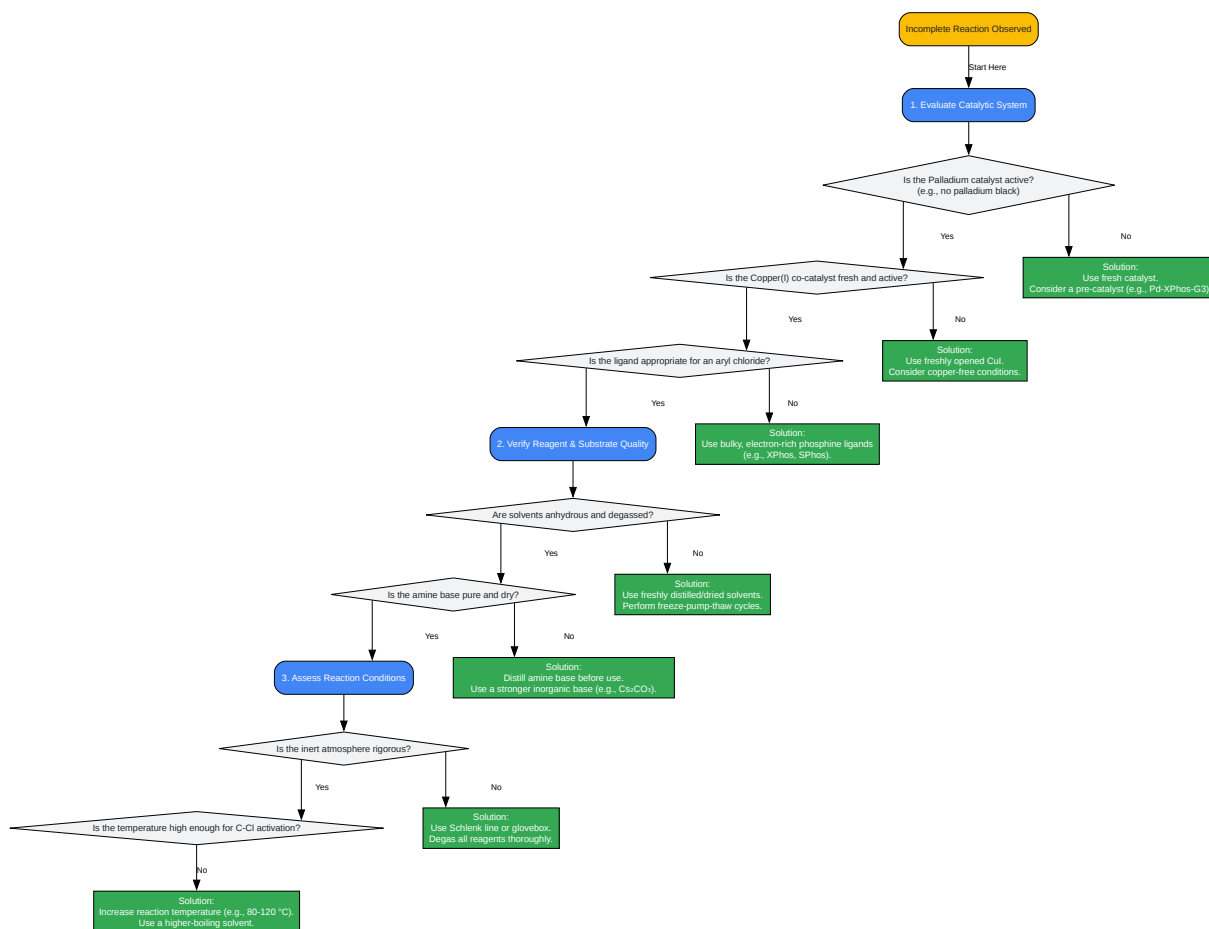 Incomplete Reaction Observed
Start Here
1. Evaluate Catalytic System
Is the Palladium catalyst active?
(e.g., no palladium black)
Yes
No
Solution:
Use fresh catalyst.
Consider a pre-catalyst (e.g., Pd-XPhos-G3)
Is the Copper(I) co-catalyst fresh and active?
Yes
No
Solution:
Use freshly opened CuI.
Consider copper-free conditions.
Is the ligand appropriate for an aryl chloride?
Yes
No
Solution:
Use bulky, electron-rich phosphine ligands
(e.g., XPhos, SPhos).
2. Verify Reagent & Substrate Quality
Are solvents anhydrous and degassed?
Yes
No
Solution:
Use freshly distilled/dried solvents.
Perform freeze-pump-thaw cycles.
Is the amine base pure and dry?
Yes
No
Solution:
Distill amine base before use.
Use a stronger inorganic base (e.g., Cs₂CO₃).
3. Assess Reaction Conditions
Is the inert atmosphere rigorous?
Yes
No
Solution:
Use Schlenk line or glovebox.
Degas all reagents thoroughly.
Is the temperature high enough for C-Cl activation?
No
Solution:
Increase reaction temperature (e.g., 80-120 °C).
Use a higher-boiling solvent.